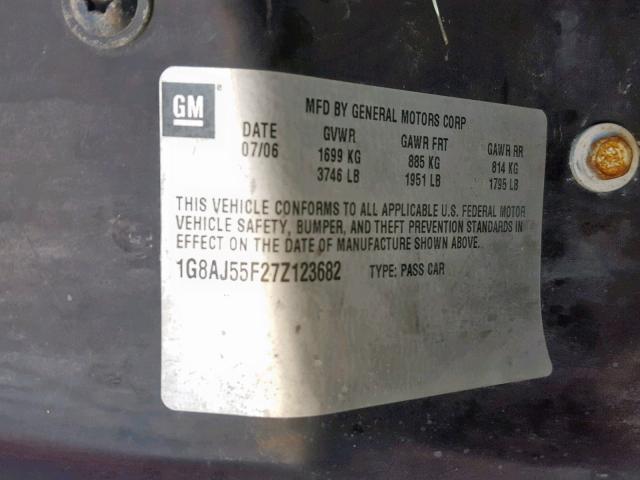 GM ®
MFD BY GENERAL MOTORS CORP
DATE GVWR GAWR FRT GAWR RR
07/06 1699 KG 885 KG 814 KG
3746 LB 1951 LB 1795 LB
THIS VEHICLE CONFORMS TO ALL APPLICABLE U.S. FEDERAL MOTOR
VEHICLE SAFETY, BUMPER, AND THEFT PREVENTION STANDARDS IN
EFFECT ON THE DATE OF MANUFACTURE SHOWN ABOVE.
1G8AJ55F27Z123682 TYPE: PASS CAR